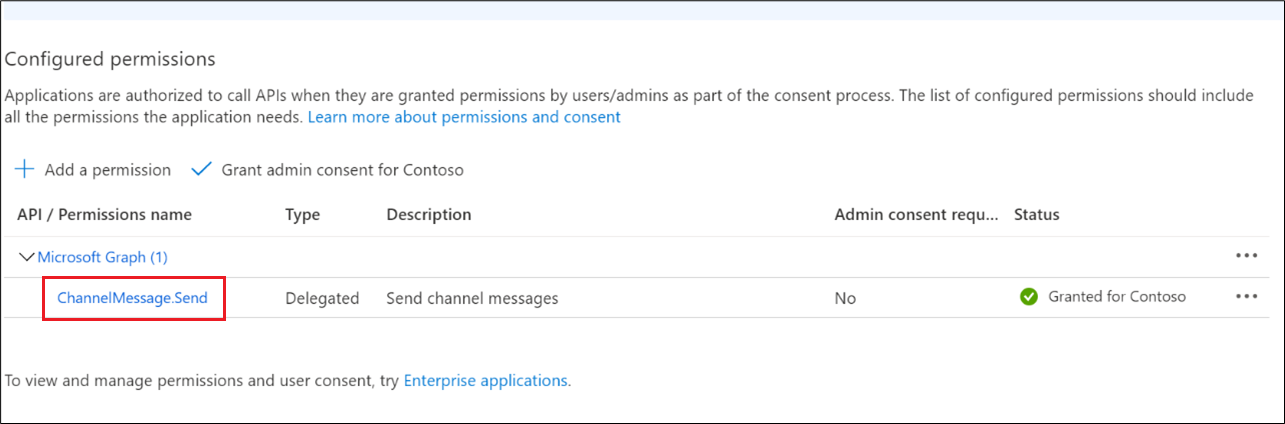 Configured permissions
Applications are authorized to call APIs when they are granted permissions by users/admins as part of the consent process. The list of configured permissions should include
all the permissions the application needs. Learn more about permissions and consent
Add a permission Grant admin consent for Contoso
API / Permissions name Type Description Admin consent requ... Status
Microsoft Graph (1)
ChannelMessage.Send Delegated Send channel messages No Granted for Contoso
To view and manage permissions and user consent, try Enterprise applications.